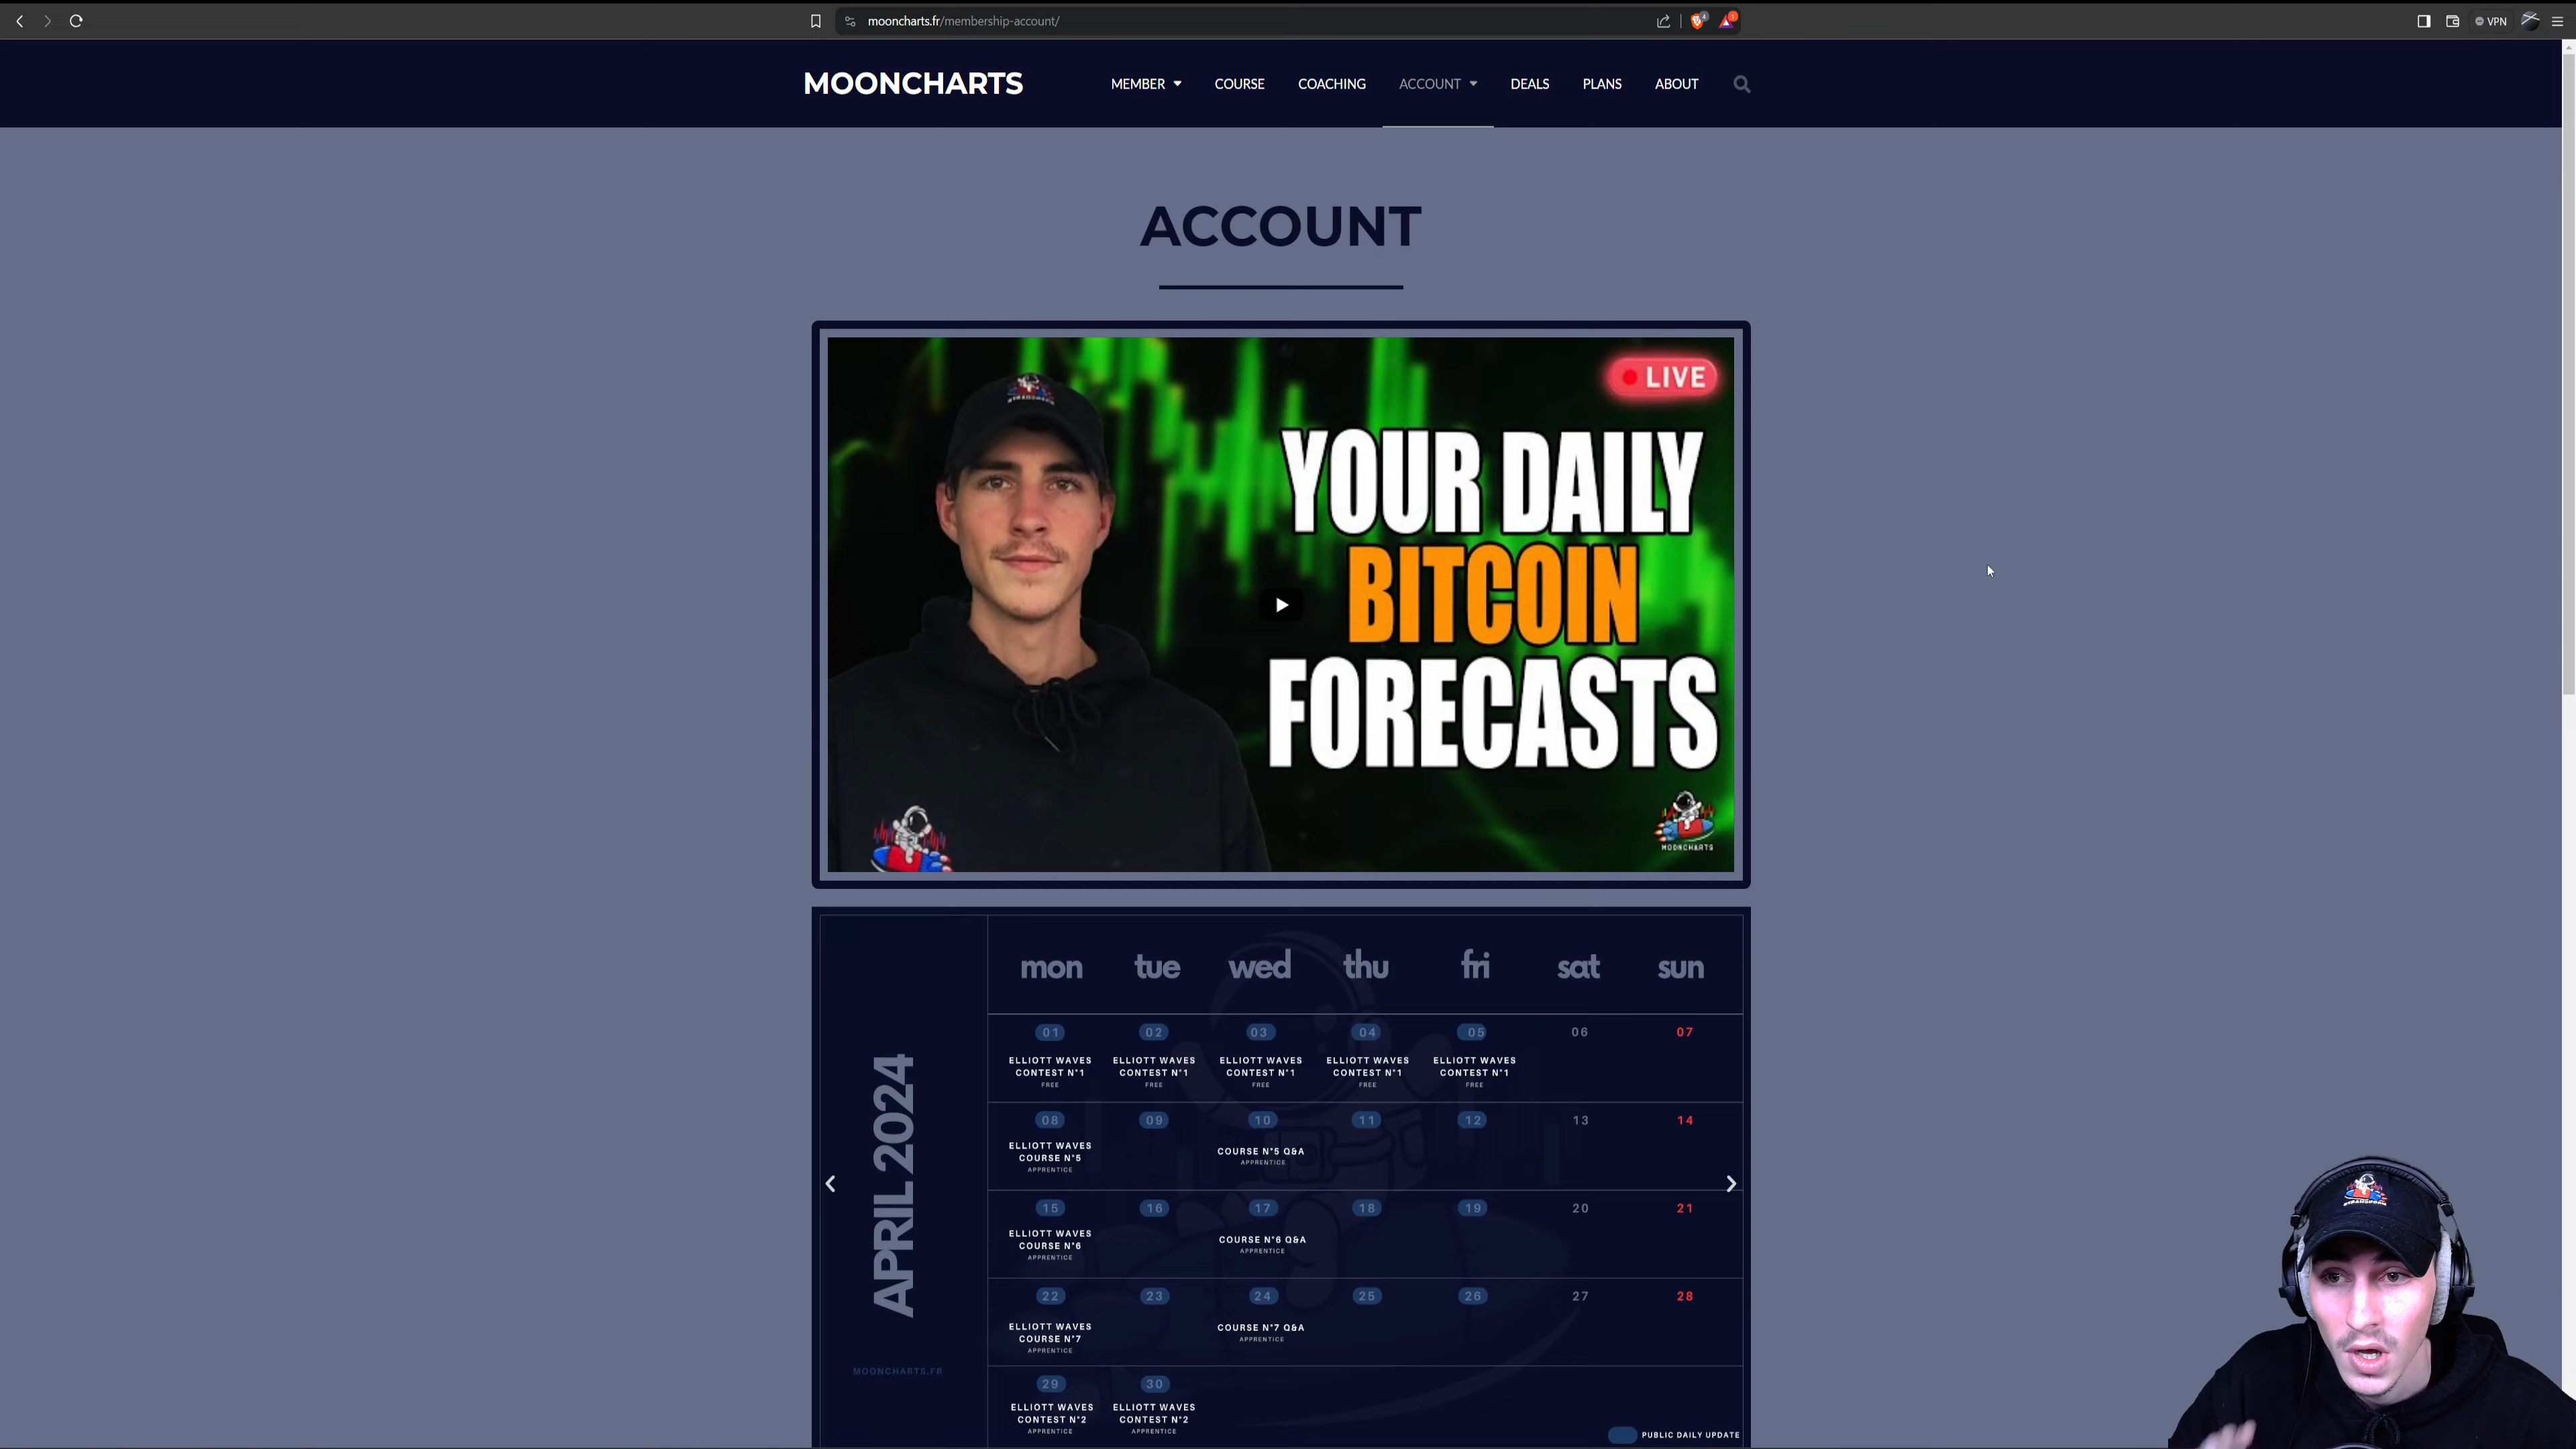 mooncharts.fr/membership-account/
VPN
MOONCHARTS
MEMBER COURSE COACHING ACCOUNT DEALS PLANS ABOUT
ACCOUNT
LIVE
YOUR DAILY
BITCOIN
FORECASTS
MOONCHARTS
APRIL 2024
MOONCHARTS.FR
mon tue wed thu fri sat sun
01 02 03 04 05 06 07
ELLIOTT WAVES ELLIOTT WAVES ELLIOTT WAVES ELLIOTT WAVES ELLIOTT WAVES
CONTEST N°1 CONTEST N°1 CONTEST N°1 CONTEST N°1 CONTEST N°1
FREE FREE FREE FREE FREE
08 09 10 11 12 13 14
ELLIOTT WAVES
COURSE N°5 COURSE N°5 Q&A
APPRENTICE APPRENTICE
15 16 17 18 19 20 21
ELLIOTT WAVES
COURSE N°6 COURSE N°6 Q&A
APPRENTICE APPRENTICE
22 23 24 25 26 27 28
ELLIOTT WAVES
COURSE N°7 COURSE N°7 Q&A
APPRENTICE APPRENTICE
29 30
ELLIOTT WAVES ELLIOTT WAVES
CONTEST N°2 CONTEST N°2
APPRENTICE APPRENTICE
PUBLIC DAILY UPDATE